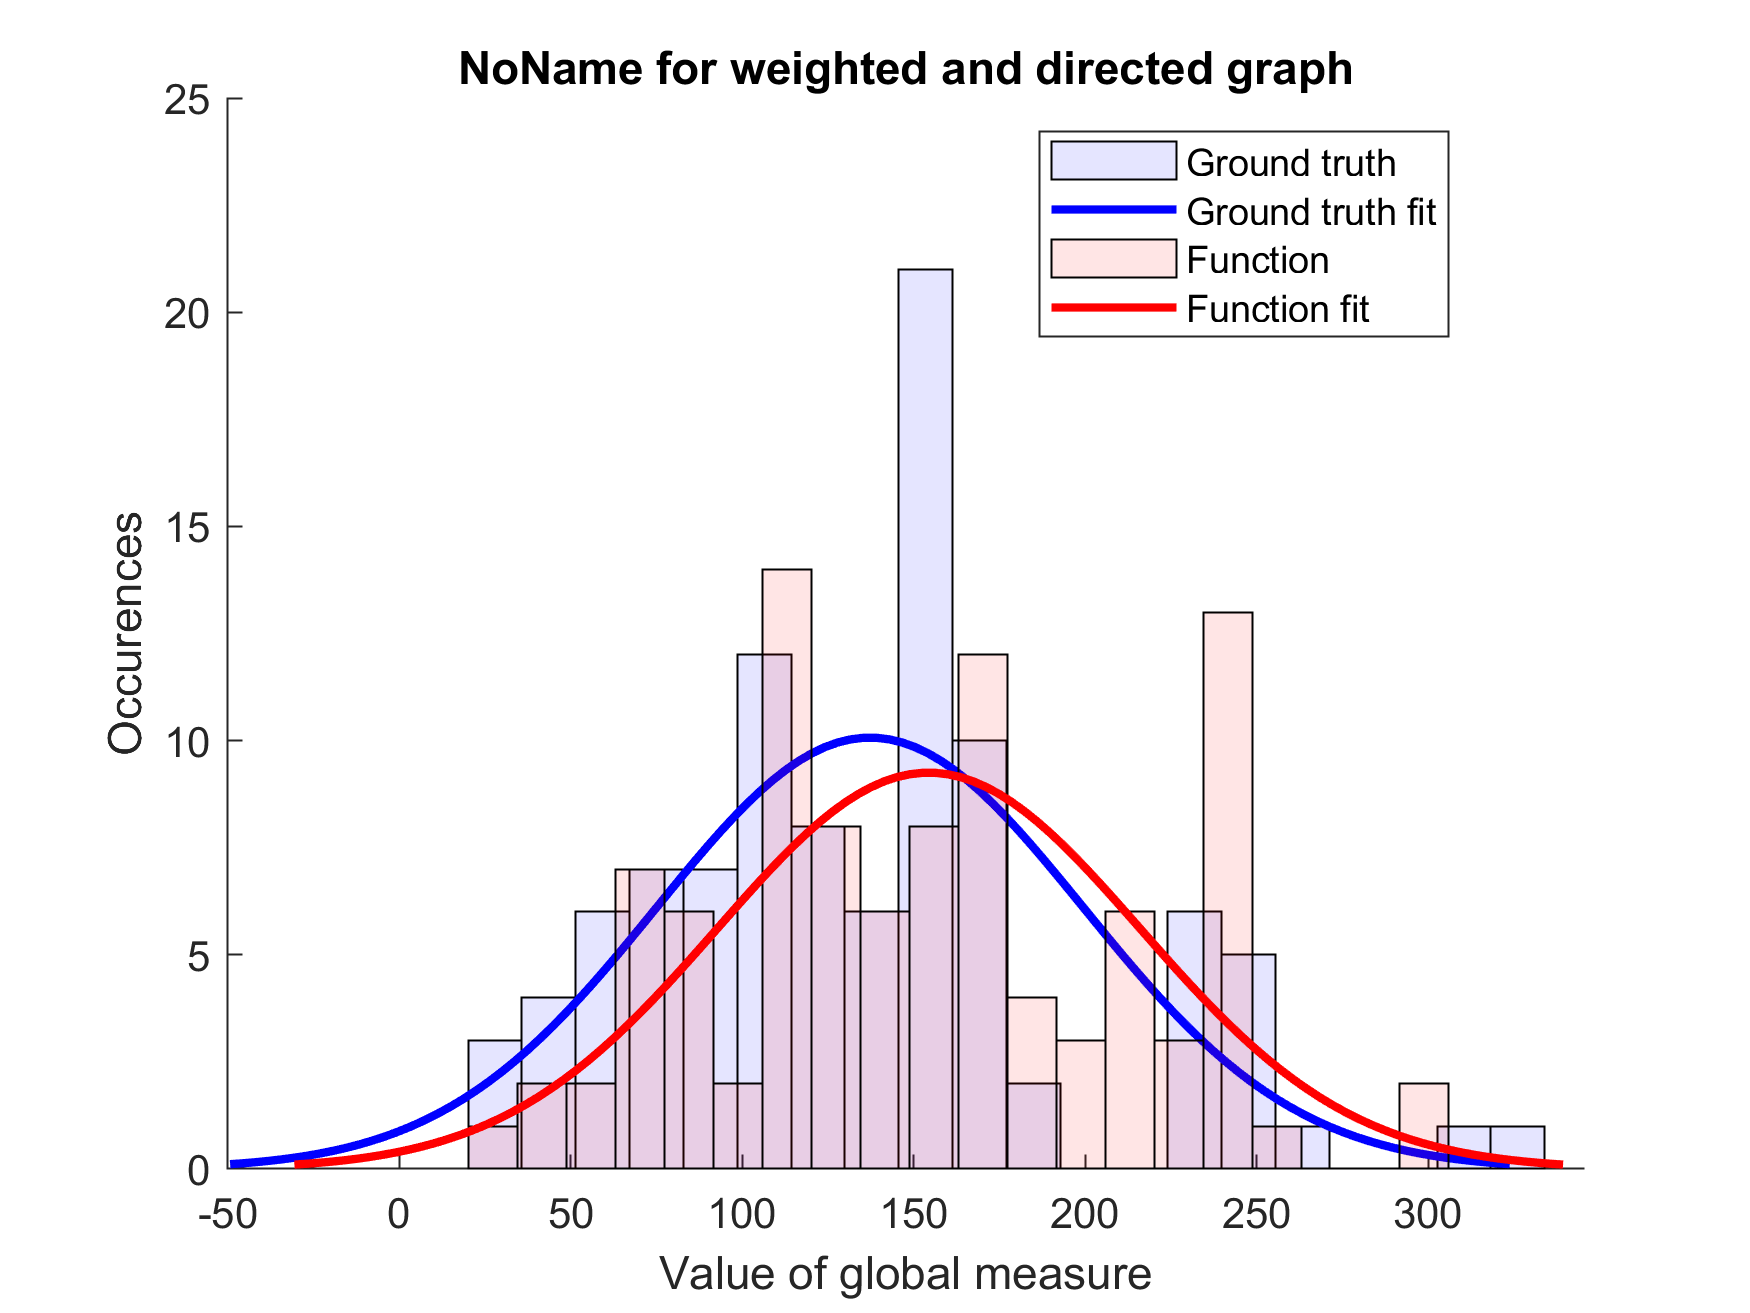 NoName for weighted and directed graph
25
20
15
10
5
0
Occurences
Ground truth
Ground truth fit
Function
Function fit
-50 0 50 100 150 200 250 300
Value of global measure